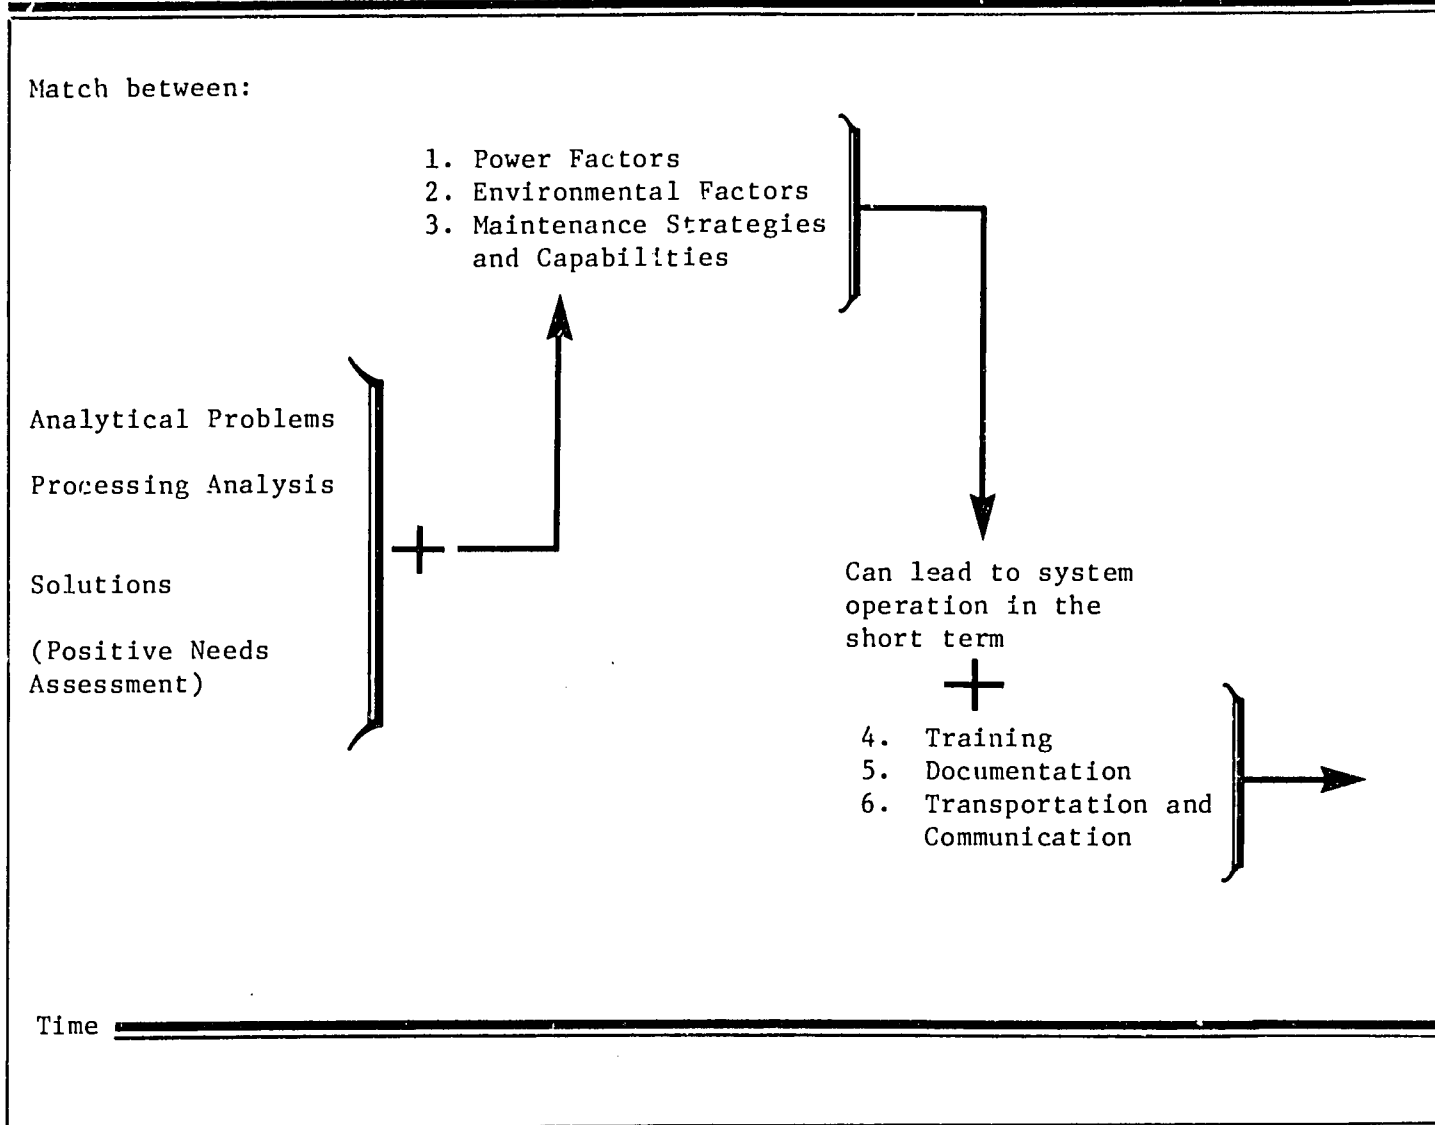 Match between:
1. Power Factors
2. Environmental Factors
3. Maintenance Strategies
and Capabilities
Analytical Problems
Processing Analysis
Solutions
(Positive Needs
Assessment)
+
Can lead to system
operation in the
short term
+
4. Training
5. Documentation
6. Transportation and
Communication
Time